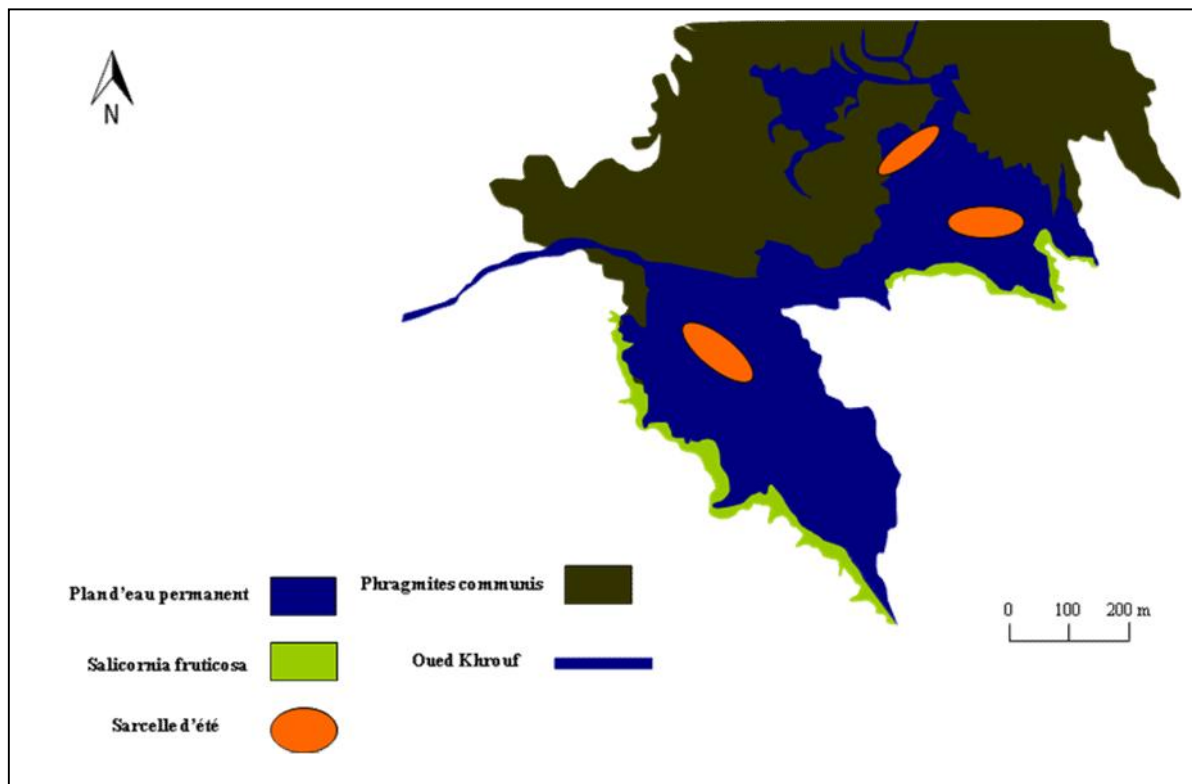 N
Plan d'eau permanent
Phragmites communis
Salicornia fruticosa
Oued Khrouf
Sarcelle d'été
0 100 200 m